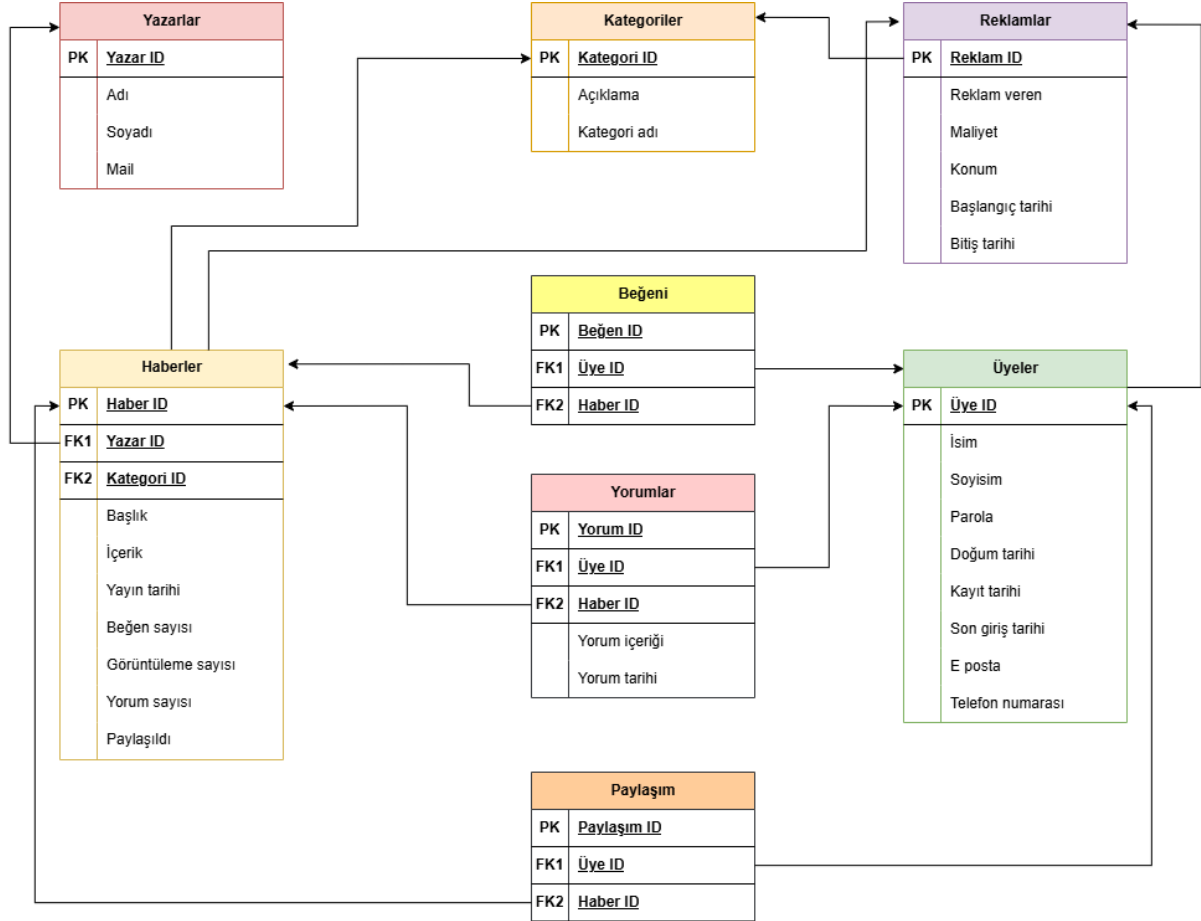 Yazarlar
PK Yazar ID
Adı
Soyadı
Mail
Kategoriler
PK Kategori ID
Açıklama
Kategori adı
Reklamlar
PK Reklam ID
Reklam veren
Maliyet
Konum
Başlangıç tarihi
Bitiş tarihi
Beğeni
PK Beğen ID
FK1 Üye ID
FK2 Haber ID
Haberler
PK Haber ID
FK1 Yazar ID
FK2 Kategori ID
Başlık
İçerik
Yayın tarihi
Beğen sayısı
Görüntüleme sayısı
Yorum sayısı
Paylaşıldı
Üyeler
PK Üye ID
İsim
Soyisim
Parola
Doğum tarihi
Kayıt tarihi
Son giriş tarihi
E posta
Telefon numarası
Yorumlar
PK Yorum ID
FK1 Üye ID
FK2 Haber ID
Yorum içeriği
Yorum tarihi
Paylaşım
PK Paylaşım ID
FK1 Üye ID
FK2 Haber ID